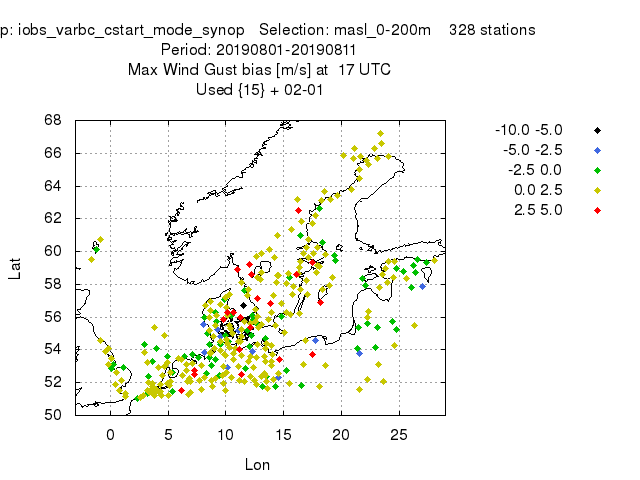 p: iobs_varbc_cstart_mode_synop   Selection: masl_0-200m    328 stations
Period: 20190801-20190811
Max Wind Gust bias [m/s] at  17 UTC
Used {15} + 02-01
-10.0 -5.0
-5.0 -2.5
-2.5 0.0
0.0 2.5
2.5 5.0
68
66
64
62
60
58
56
54
52
50
Lat
0 5 10 15 20 25
Lon